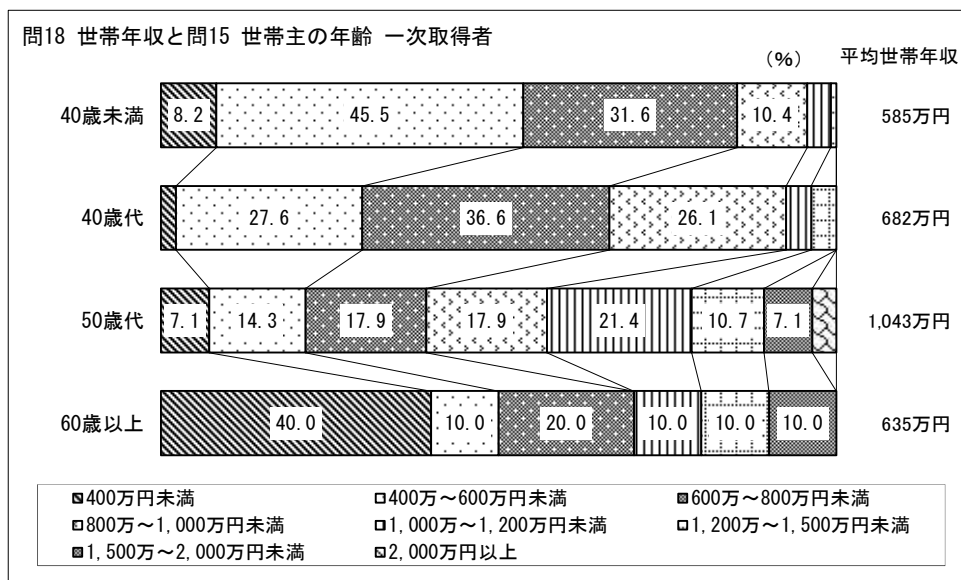 問18 世帯年収と問15 世帯主の年齢 一次取得者
(%) 平均世帯年収
40歳未満 8.2 45.5 31.6 10.4 585万円
40歳代 27.6 36.6 26.1 682万円
50歳代 7.1 14.3 17.9 17.9 21.4 10.7 7.1 1,043万円
60歳以上 40.0 10.0 20.0 10.0 10.0 10.0 635万円
400万円未満 400万～600万円未満 600万～800万円未満
800万～1,000万円未満 1,000万～1,200万円未満 1,200万～1,500万円未満
1,500万～2,000万円未満 2,000万円以上